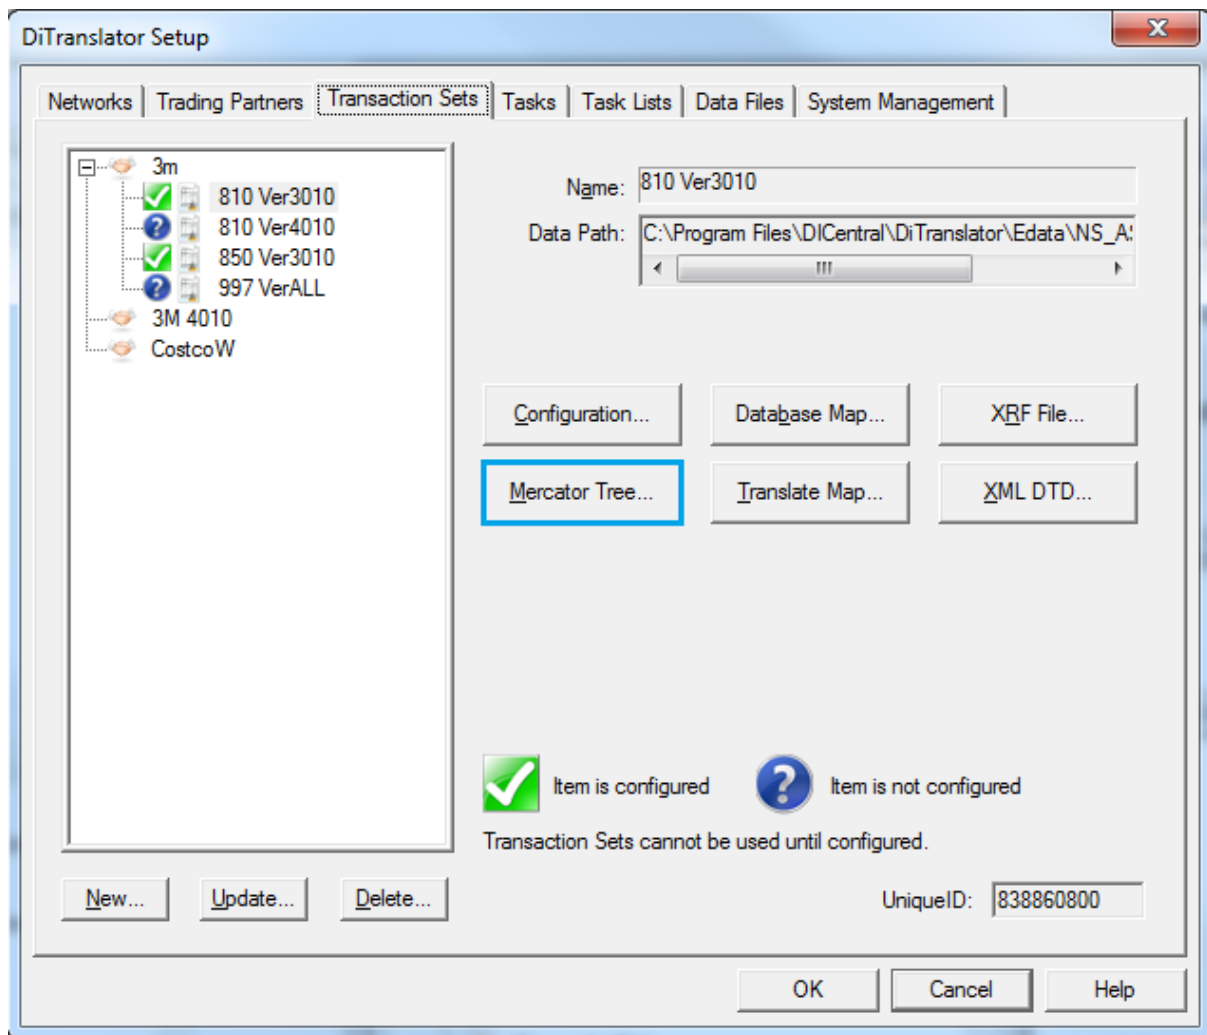 DiTranslator Setup
Networks Trading Partners Transaction Sets Tasks Task Lists Data Files System Management
3m
810 Ver3010
810 Ver4010
850 Ver3010
997 VerALL
3M 4010
CostcoW
Name: 810 Ver3010
Data Path: C:\Program Files\DICentral\DiTranslator\Edata\NS_A
Configuration... Database Map... XRF File...
Mercator Tree... Translate Map... XML DTD...
Item is configured Item is not configured
Transaction Sets cannot be used until configured.
New... Update... Delete...
UniqueID: 838860800
OK Cancel Help